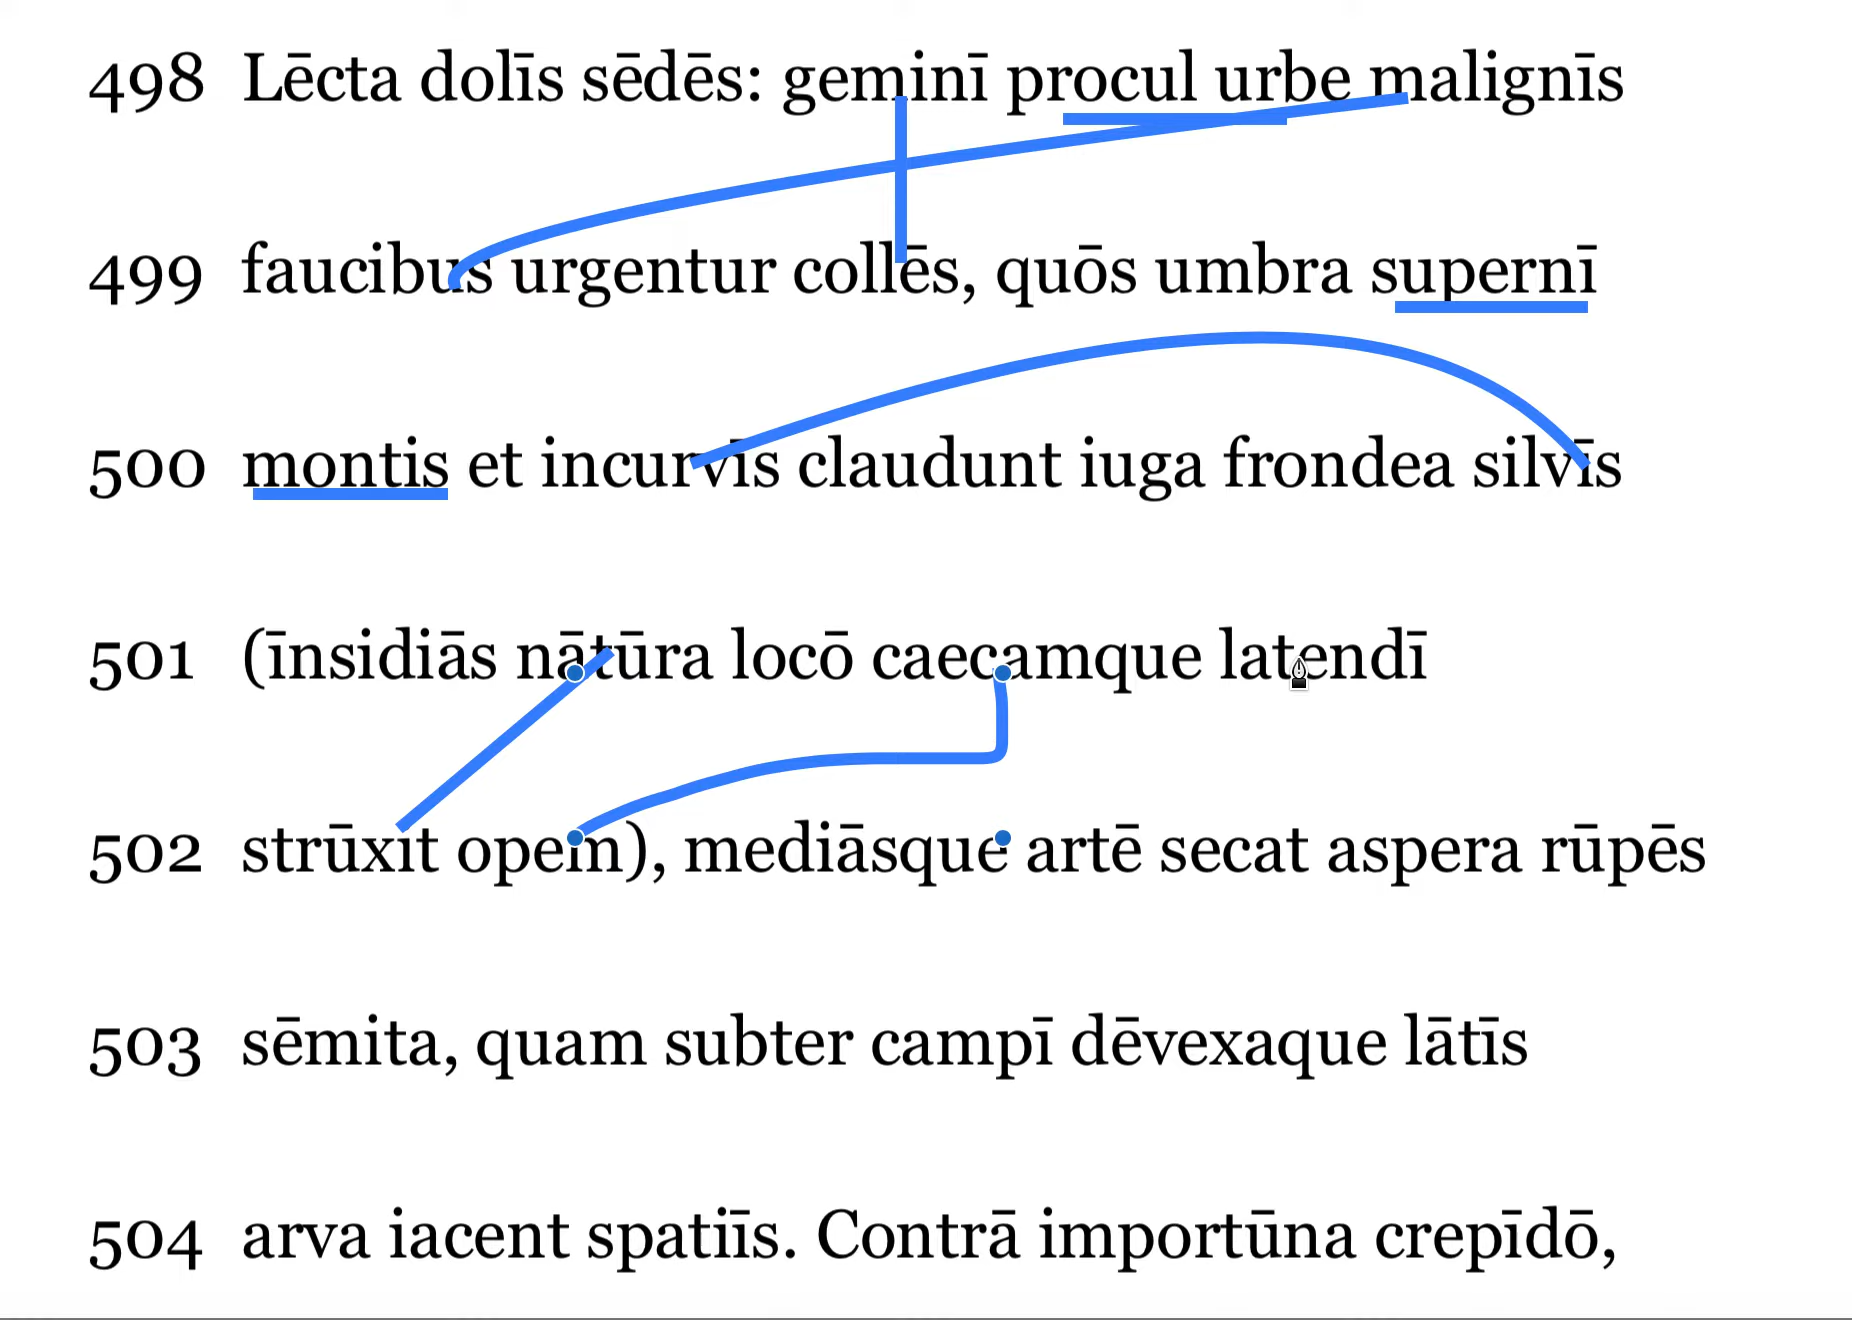 498 Lēcta dolīs sēdēs: geminī procul urbe malignīs
499 faucibus urgentur collēs, quōs umbra supernī
500 montis et incurvīs claudunt iuga frondea silvīs
501 (īnsidiās nātūra locō caecamque latendī
502 strūxit opem), mediāsque artē secat aspera rūpēs
503 sēmita, quam subter campī dēvexaque lātīs
504 arva iacent spatiīs. Contrā importūna crepīdō,